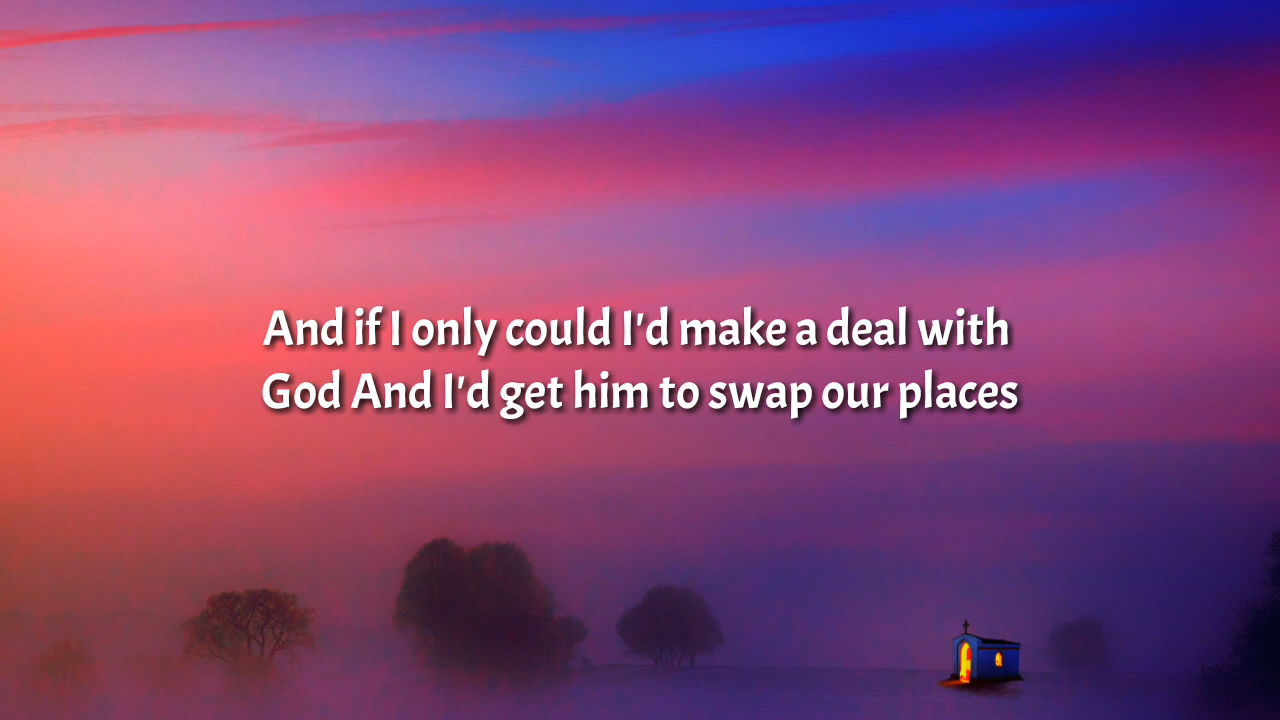 And if I only could I'd make a deal with
God And I'd get him to swap our places